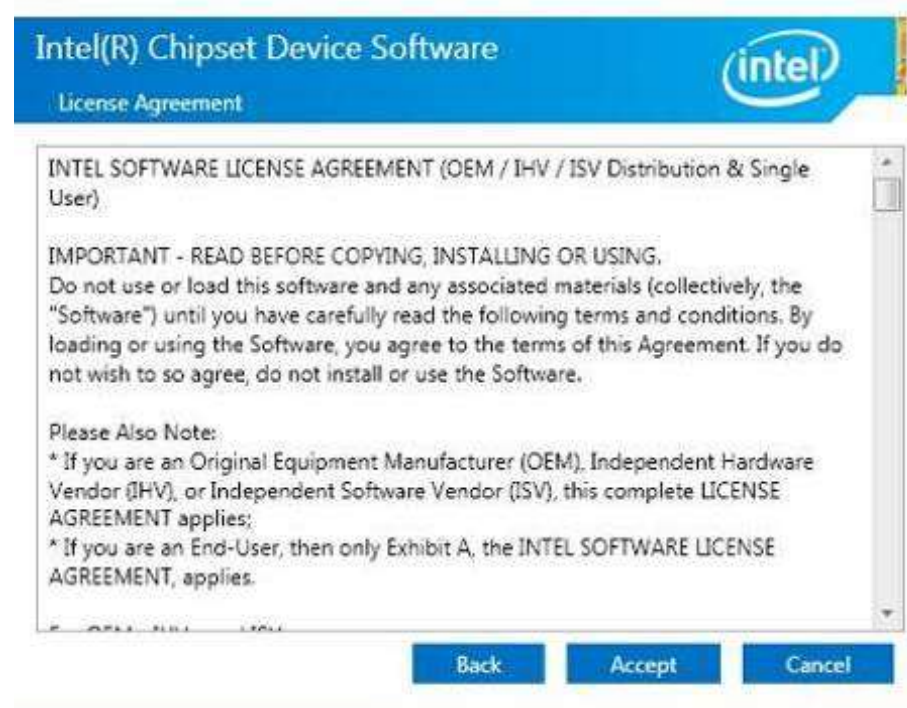 Intel(R) Chipset Device Software
intel
License Agreement
INTEL SOFTWARE LICENSE AGREEMENT (OEM / IHV / ISV Distribution & Single
User)
IMPORTANT - READ BEFORE COPYING, INSTALLING OR USING.
Do not use or load this software and any associated materials (collectively, the
"Software") until you have carefully read the following terms and conditions. By
loading or using the Software, you agree to the terms of this Agreement. If you do
not wish to so agree, do not install or use the Software.
Please Also Note:
* If you are an Original Equipment Manufacturer (OEM), Independent Hardware
Vendor (IHV), or Independent Software Vendor (ISV), this complete LICENSE
AGREEMENT applies;
* If you are an End-User, then only Exhibit A, the INTEL SOFTWARE LICENSE
AGREEMENT, applies.
Back Accept Cancel